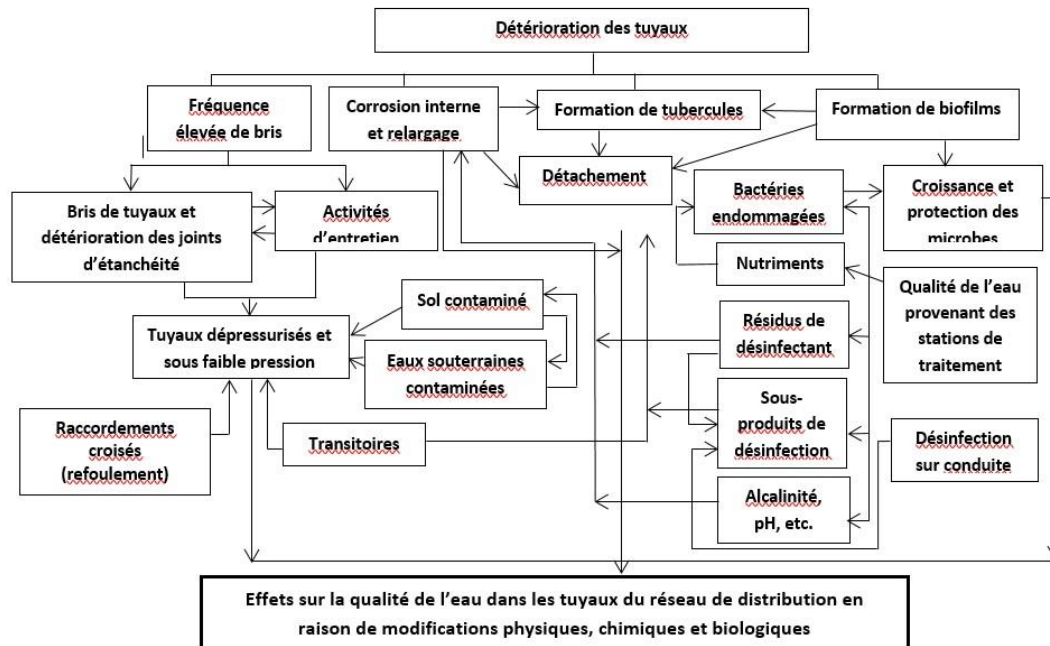 Détérioration des tuyaux
Fréquence
élevée de bris
Corrosion interne
et relargage
Formation de tubercules
Formation de biofilms
Détachement
Bactéries
endommagées
Croissance et
protection des
microbes
Bris de tuyaux et
détérioration des joints
d’étanchéité
Activités
d’entretien
Nutriments
Qualité de l’eau
provenant des
stations de
traitement
Sol contaminé
Tuyaux dépressurisés et
sous faible pression
Résidus de
désinfectant
Eaux souterraines
contaminées
Sous-
produits de
désinfection
Raccordements
croisés
(refoulement)
Transitoires
Désinfection
sur conduite
Alcalinité,
pH, etc.
Effets sur la qualité de l’eau dans les tuyaux du réseau de distribution en
raison de modifications physiques, chimiques et biologiques